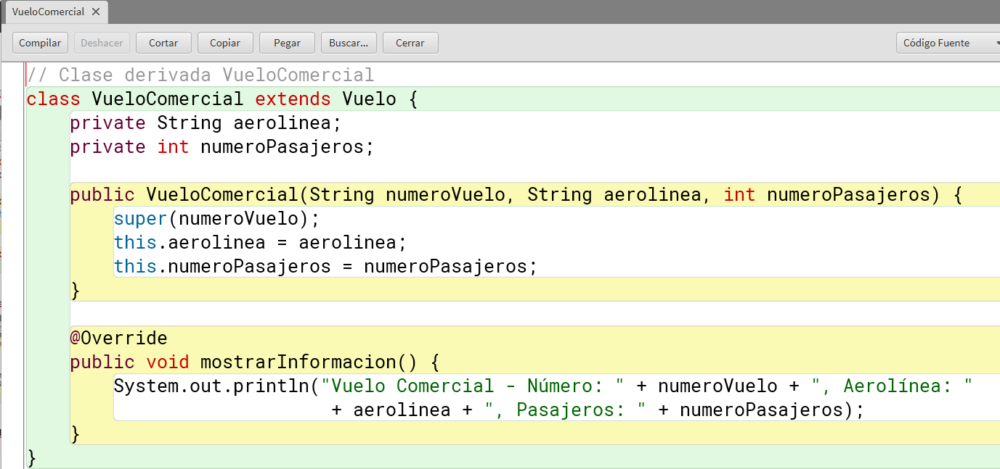 VueloComercial ✕
Compilar Deshacer Cortar Copiar Pegar Buscar... Cerrar Código Fuente
// Clase derivada VueloComercial
class VueloComercial extends Vuelo {
    private String aerolinea;
    private int numeroPasajeros;
    public VueloComercial(String numeroVuelo, String aerolinea, int numeroPasajeros) {
        super(numeroVuelo);
        this.aerolinea = aerolinea;
        this.numeroPasajeros = numeroPasajeros;
    }
    @Override
    public void mostrarInformacion() {
        System.out.println("Vuelo Comercial - Número: " + numeroVuelo + ", Aerolínea: "
                            + aerolinea + ", Pasajeros: " + numeroPasajeros);
    }
}